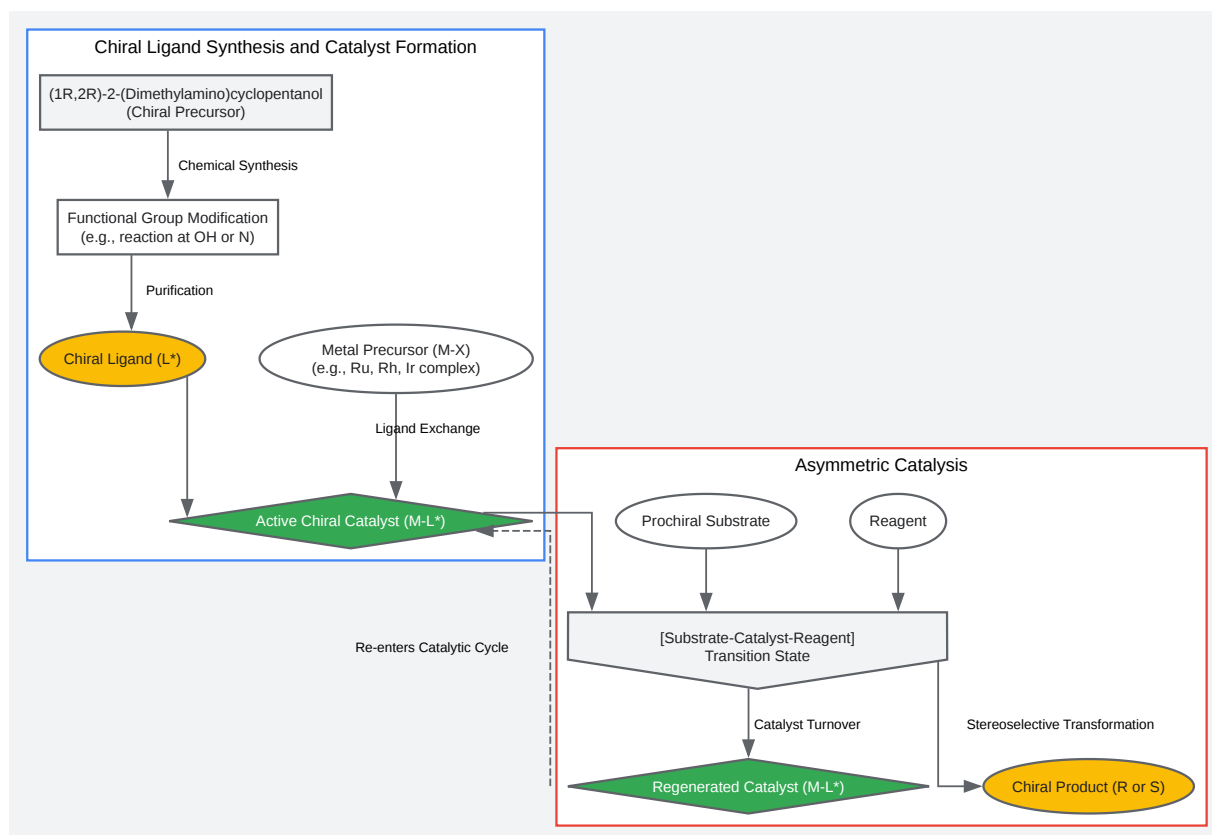 Chiral Ligand Synthesis and Catalyst Formation
(1R,2R)-2-(Dimethylamino)cyclopentanol
(Chiral Precursor)
Chemical Synthesis
Functional Group Modification
(e.g., reaction at OH or N)
Purification
Chiral Ligand (L*)
Metal Precursor (M-X)
(e.g., Ru, Rh, Ir complex)
Ligand Exchange
Active Chiral Catalyst (M-L*)
Asymmetric Catalysis
Prochiral Substrate
Reagent
[Substrate-Catalyst-Reagent]
Transition State
Re-enters Catalytic Cycle
Catalyst Turnover
Stereoselective Transformation
Regenerated Catalyst (M-L*)
Chiral Product (R or S)